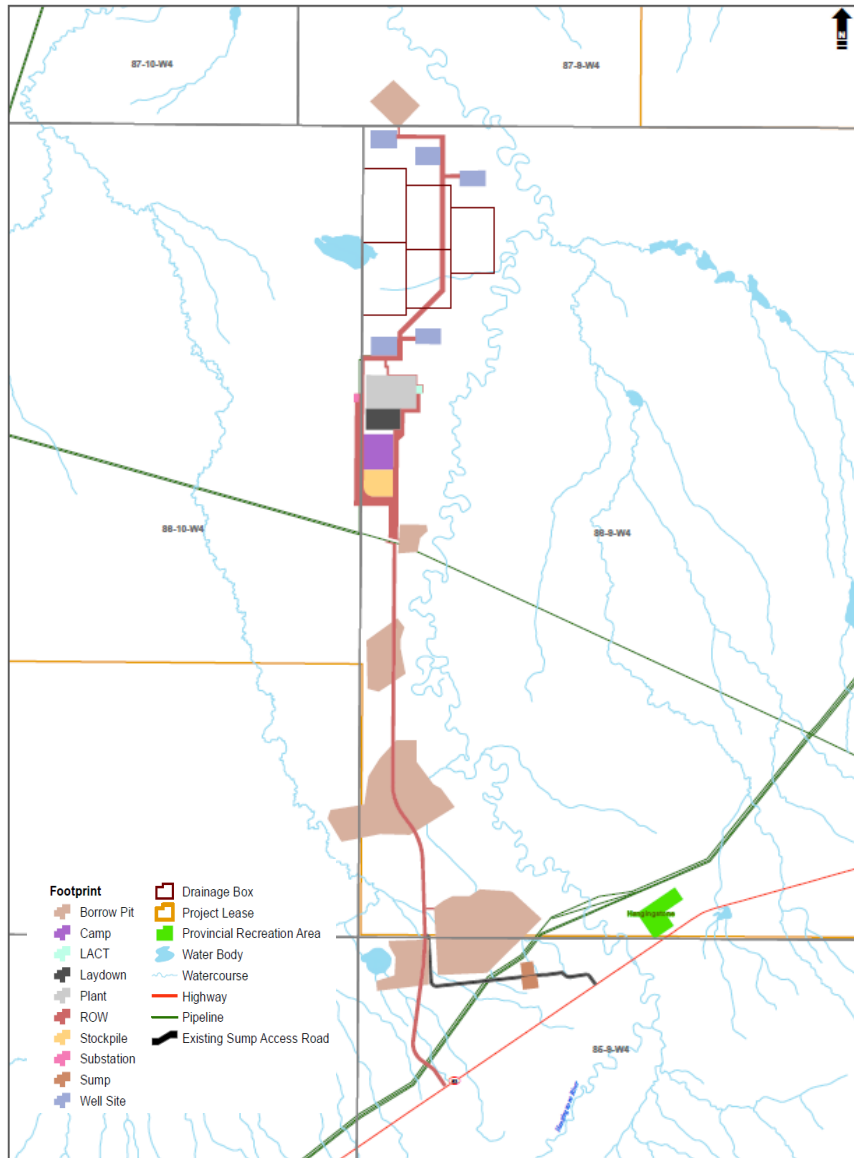 N
87-10-W4
87-9-W4
86-10-W4
86-9-W4
Hangingstone
85-9-W4
Footprint
Borrow Pit
Camp
LACT
Laydown
Plant
ROW
Stockpile
Substation
Sump
Well Site
Drainage Box
Project Lease
Provincial Recreation Area
Water Body
Watercourse
Highway
Pipeline
Existing Sump Access Road